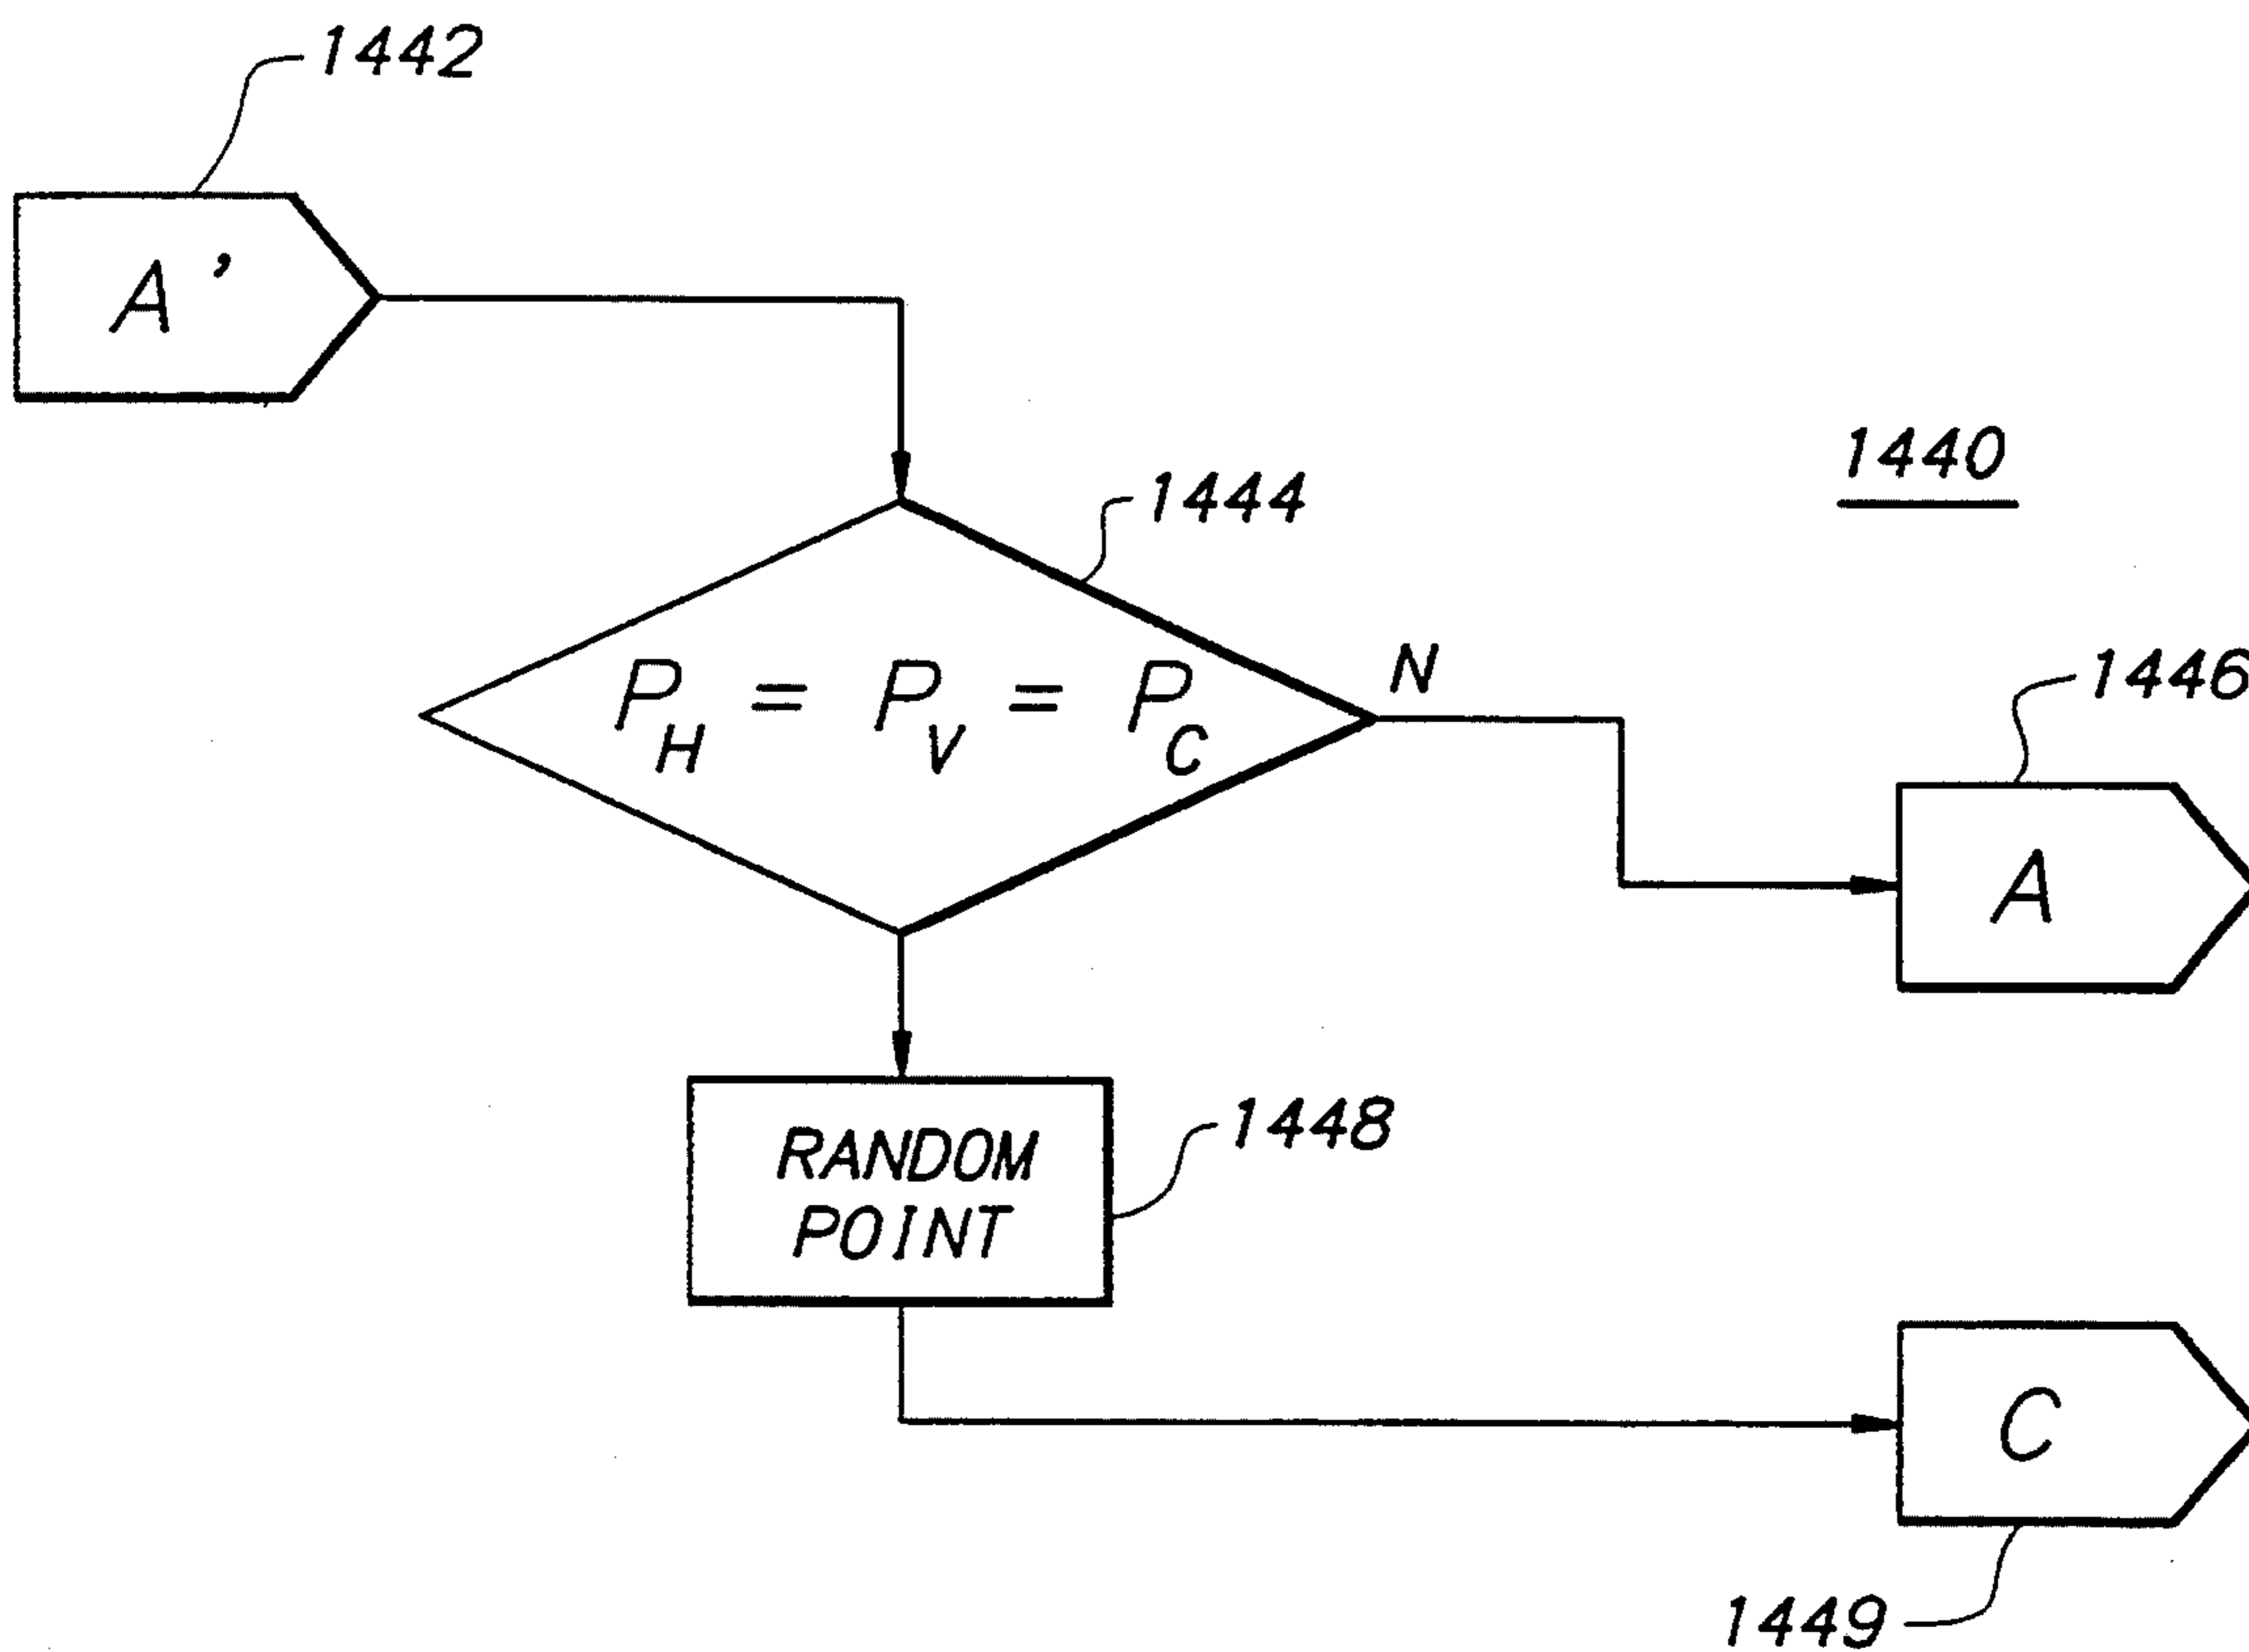 1442
A'
1440
1444
P_H = P_V = P_C
N
1446
A
RANDOM
POINT
1448
C
1449